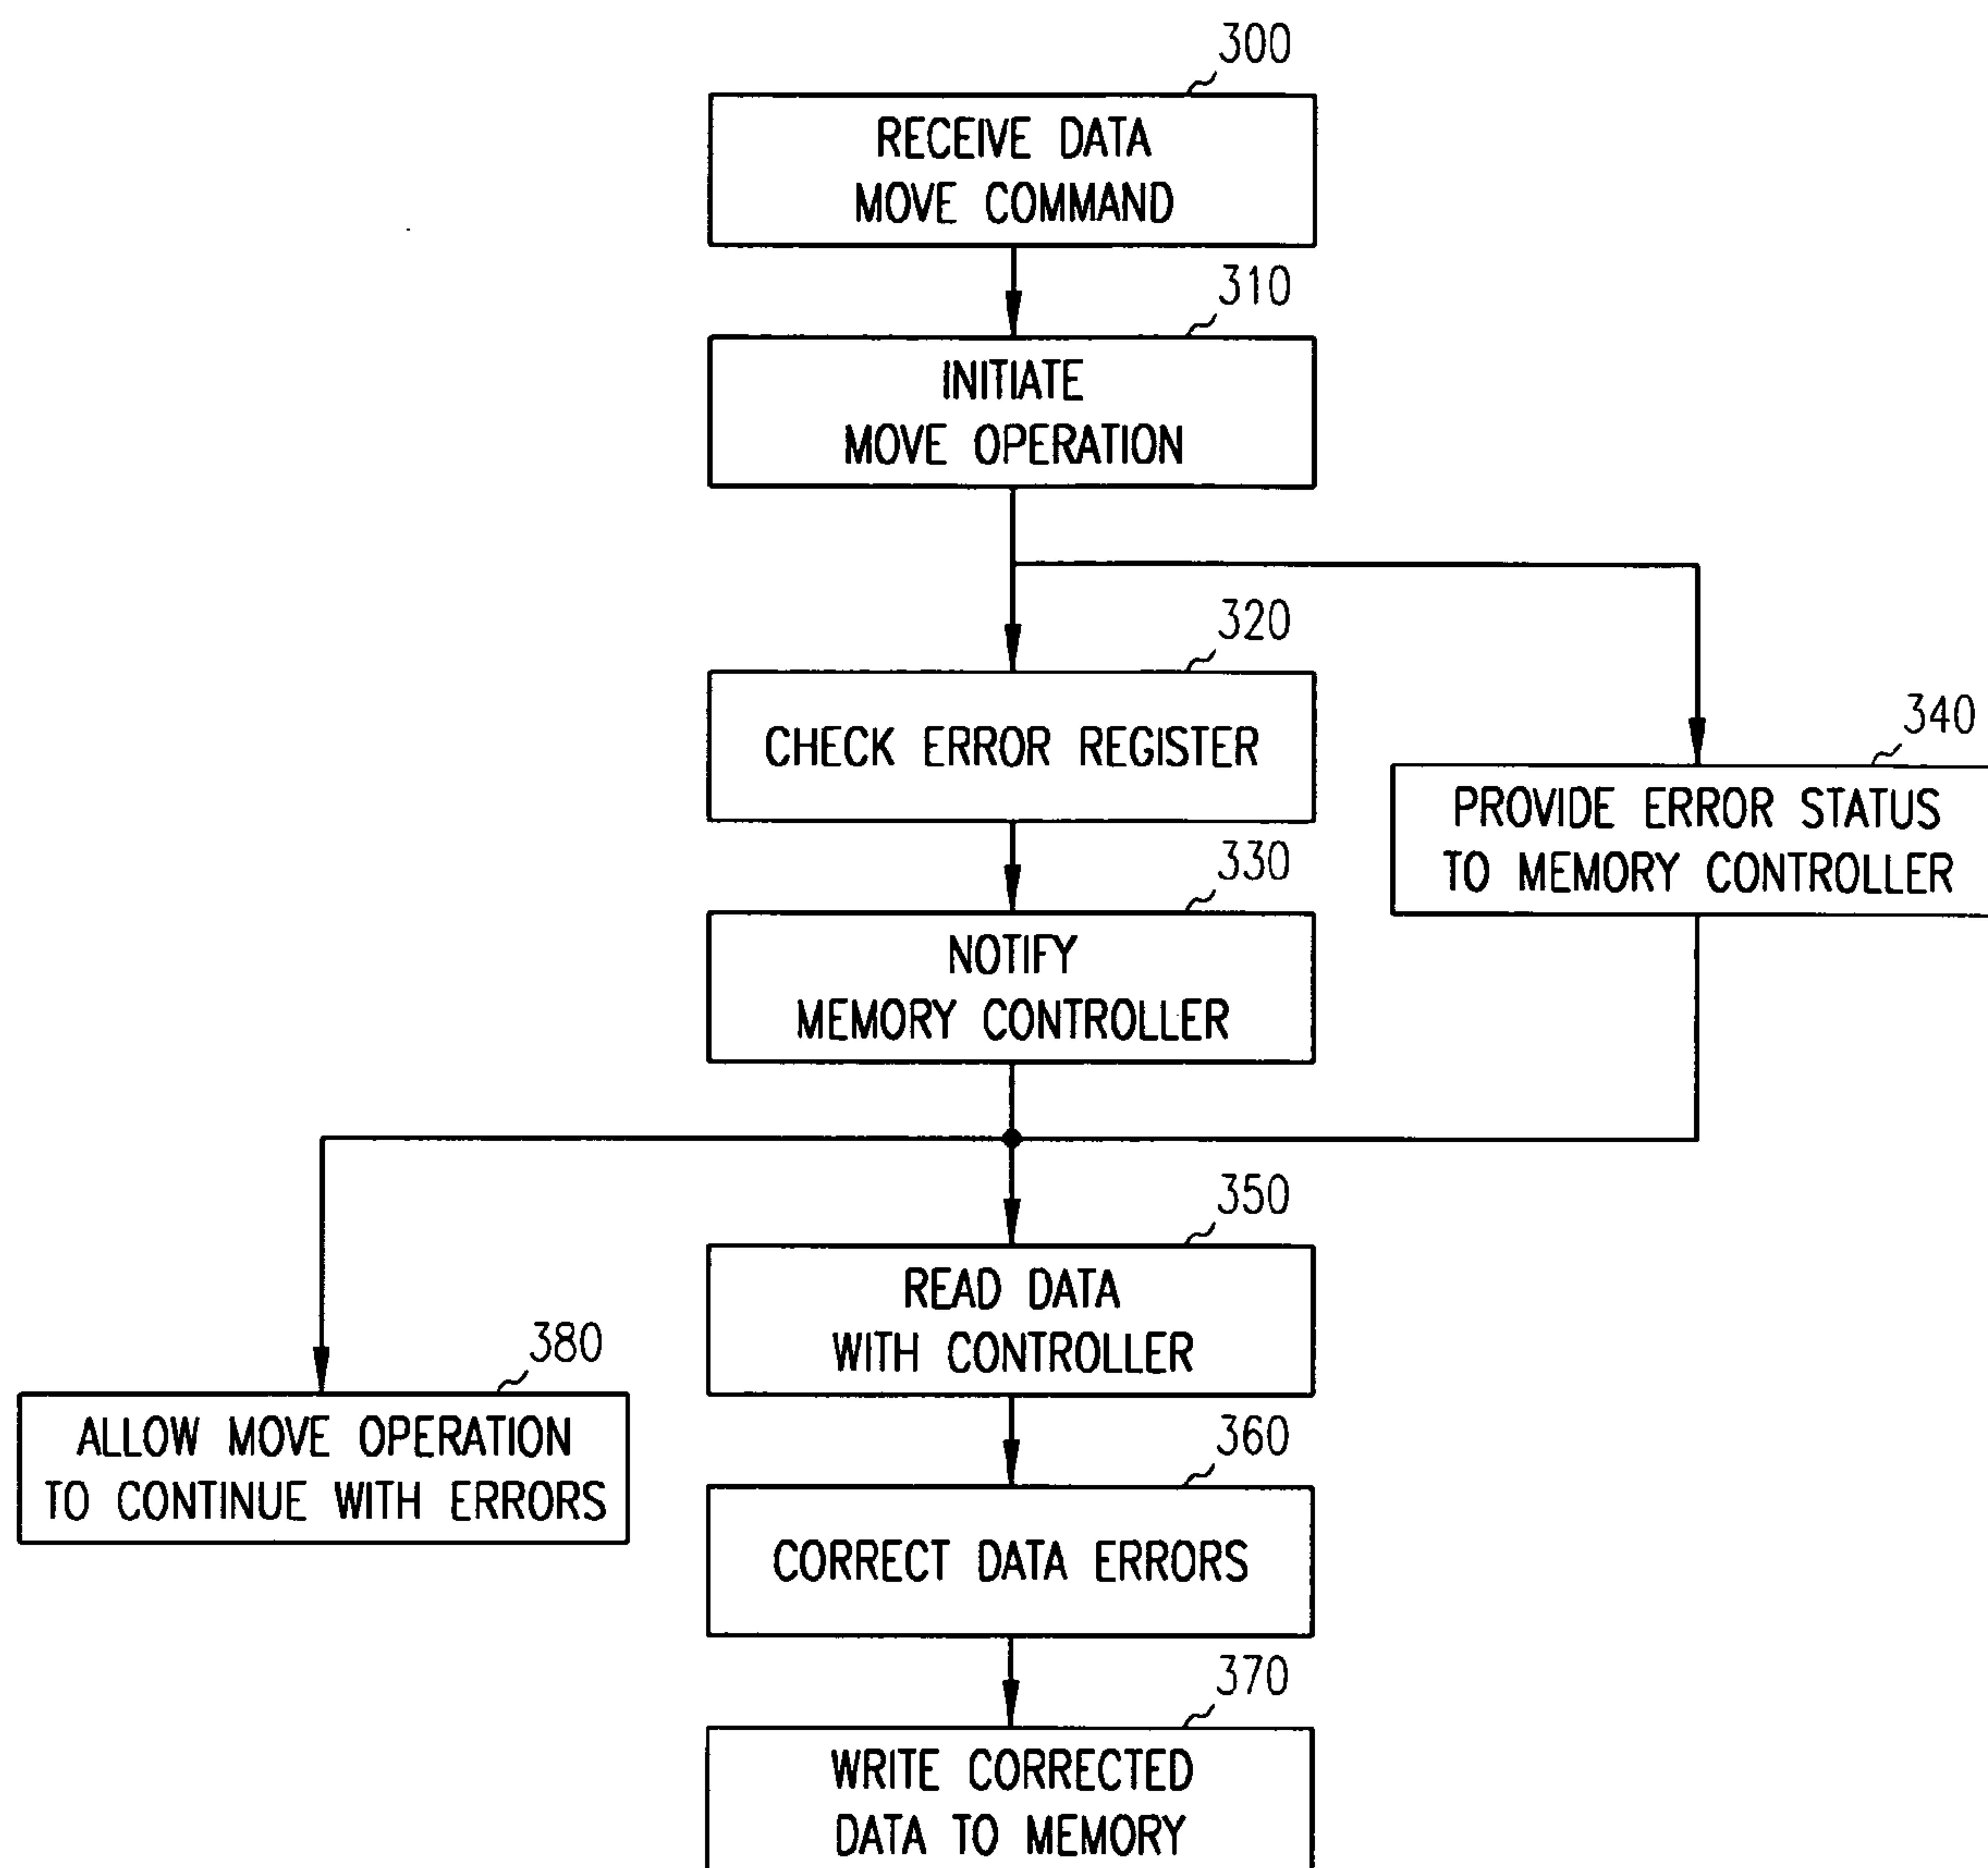 300
RECEIVE DATA
MOVE COMMAND
310
INITIATE
MOVE OPERATION
320
CHECK ERROR REGISTER
340
PROVIDE ERROR STATUS
TO MEMORY CONTROLLER
330
NOTIFY
MEMORY CONTROLLER
350
READ DATA
WITH CONTROLLER
380
ALLOW MOVE OPERATION
TO CONTINUE WITH ERRORS
360
CORRECT DATA ERRORS
370
WRITE CORRECTED
DATA TO MEMORY